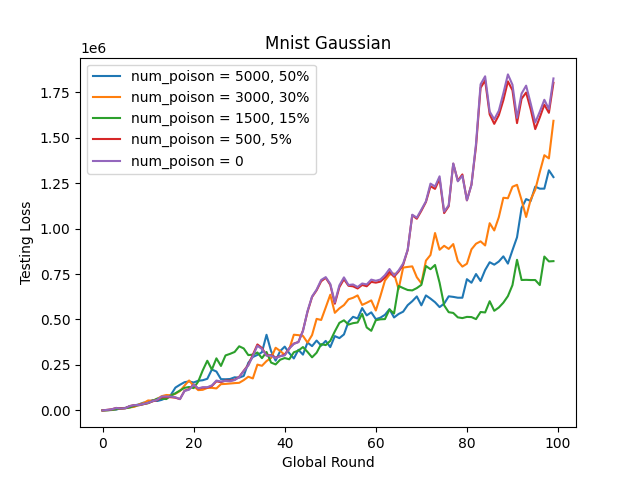 Mnist Gaussian
1e6
num_poison = 5000, 50%
num_poison = 3000, 30%
num_poison = 1500, 15%
num_poison = 500, 5%
num_poison = 0
1.75
1.50
1.25
1.00
0.75
0.50
0.25
0.00
Testing Loss
0 20 40 60 80 100
Global Round